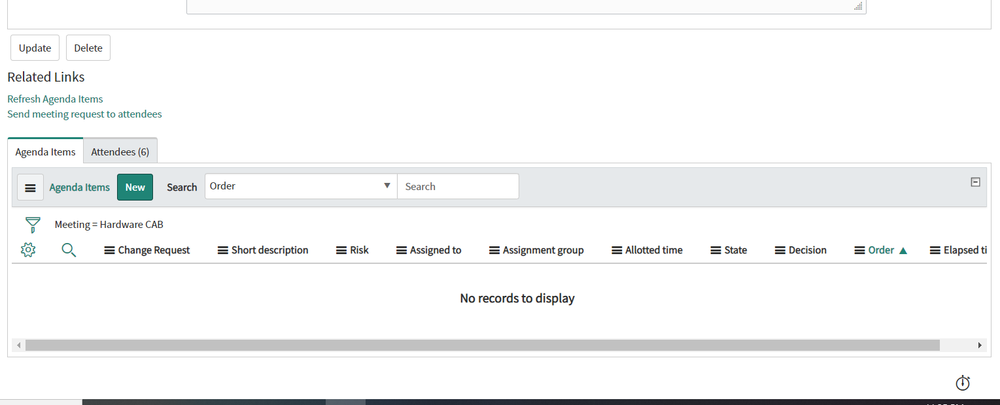 Update Delete
Related Links
Refresh Agenda Items
Send meeting request to attendees
Agenda Items Attendees (6)
Agenda Items New Search Order Search
Meeting = Hardware CAB
Change Request Short description Risk Assigned to Assignment group Allotted time State Decision Order Elapsed ti
No records to display